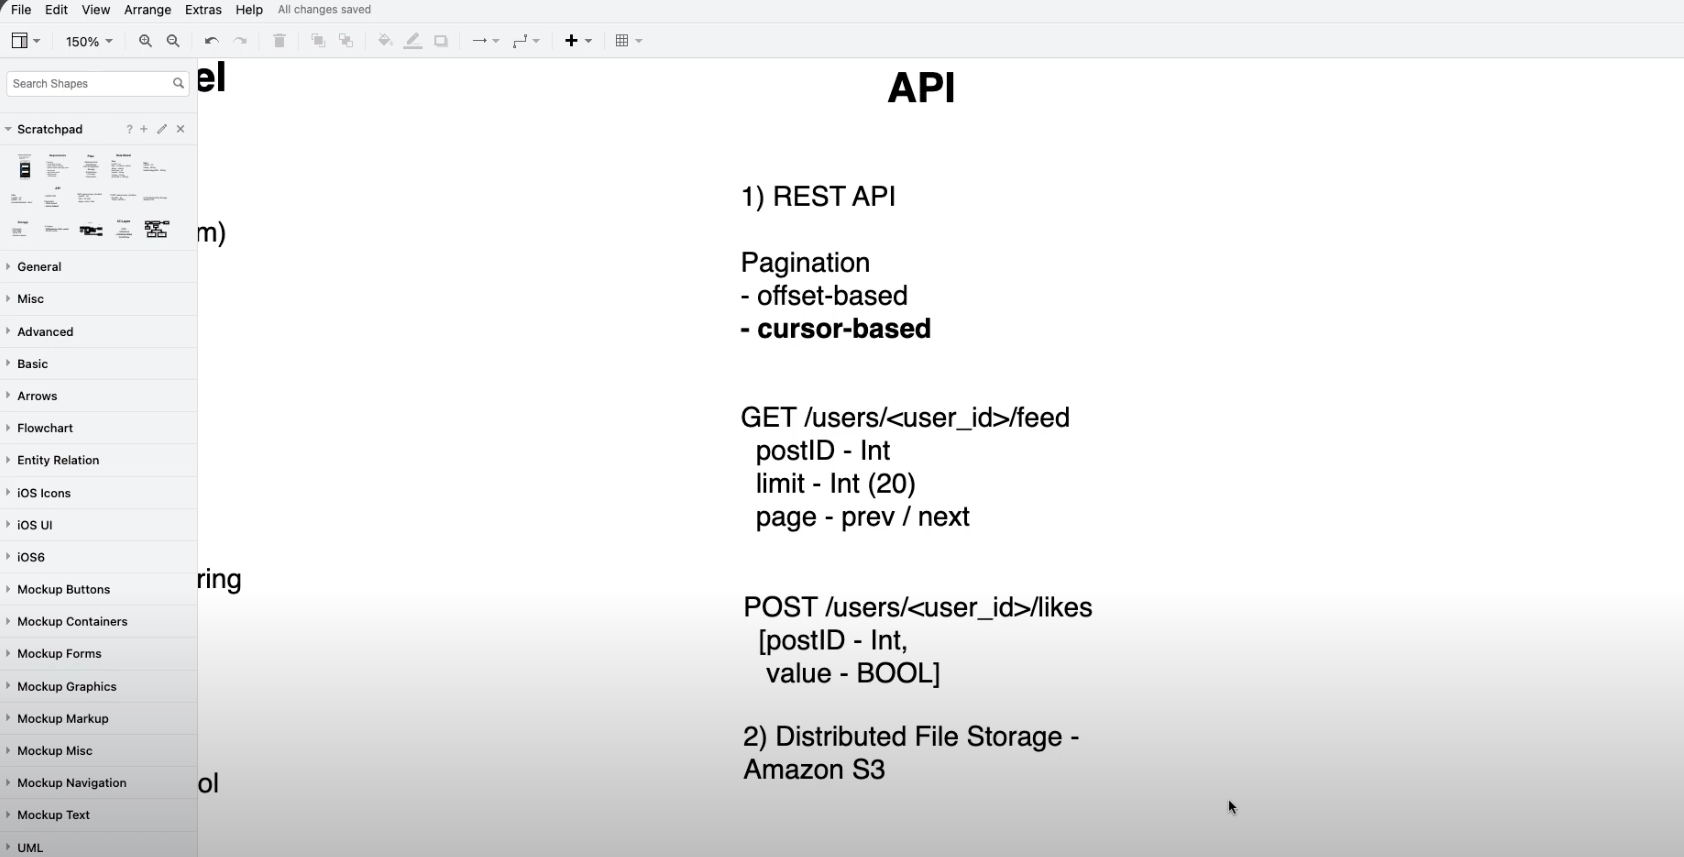 File Edit View Arrange Extras Help All changes saved
150%
Search Shapes
Scratchpad ? + ×
General
Misc
Advanced
Basic
Arrows
Flowchart
Entity Relation
iOS Icons
iOS UI
iOS6
Mockup Buttons
Mockup Containers
Mockup Forms
Mockup Graphics
Mockup Markup
Mockup Misc
Mockup Navigation
Mockup Text
UML
el
m)
ring
ol
API
1) REST API
Pagination
- offset-based
- cursor-based
GET /users/<user_id>/feed
postID - Int
limit - Int (20)
page - prev / next
POST /users/<user_id>/likes
[postID - Int,
value - BOOL]
2) Distributed File Storage -
Amazon S3